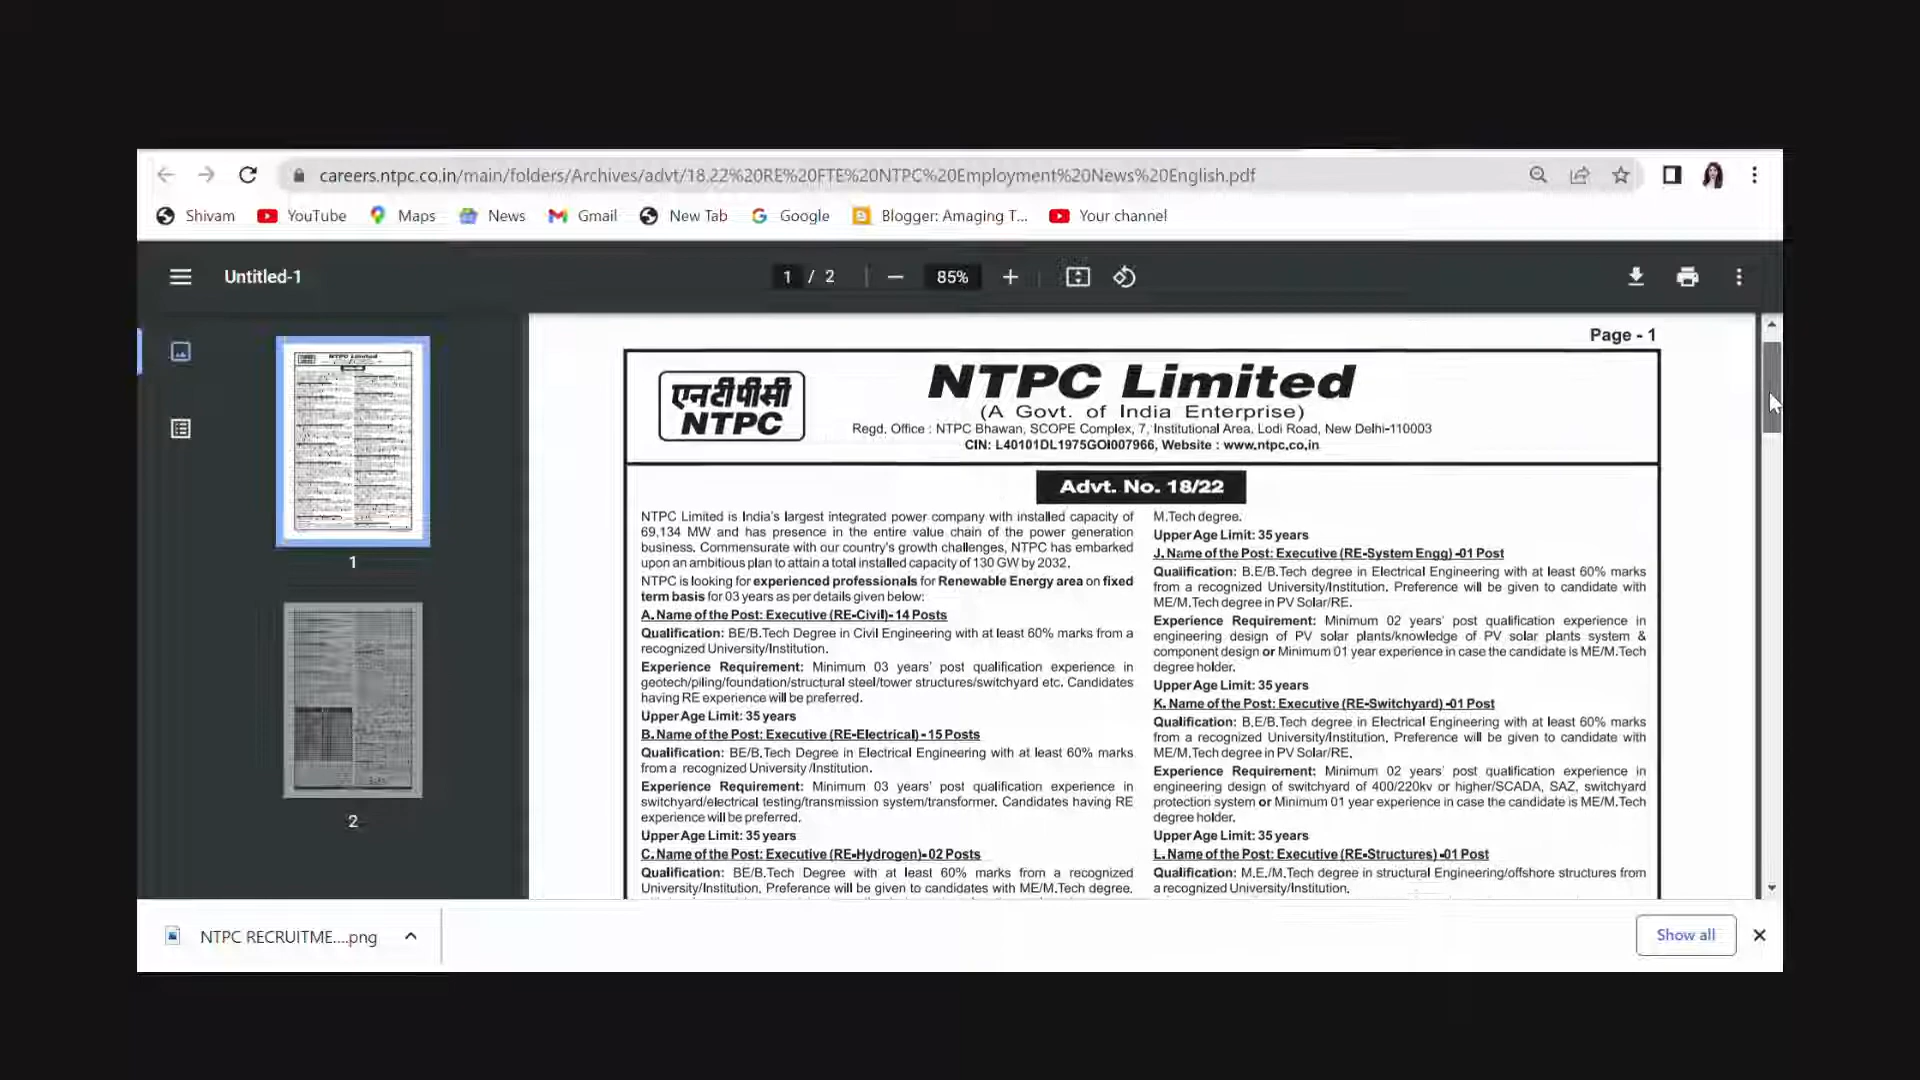 careers.ntpc.co.in/main/folders/Archives/advt/18.22%20RE%20FTE%20NTPC%20Employment%20News%20English.pdf
Shivam YouTube Maps News Gmail New Tab Google Blogger: Amaging T... Your channel
Untitled-1
1 / 2
85%
1
2
Page - 1
एनटीपीसी
NTPC
NTPC Limited
(A Govt. of India Enterprise)
Regd. Office : NTPC Bhawan, SCOPE Complex, 7, Institutional Area, Lodi Road, New Delhi-110003
CIN: L40101DL1975GOI007966, Website : www.ntpc.co.in
Advt. No. 18/22
NTPC Limited is India's largest integrated power company with installed capacity of
69,134 MW and has presence in the entire value chain of the power generation
business. Commensurate with our country's growth challenges, NTPC has embarked
upon an ambitious plan to attain a total installed capacity of 130 GW by 2032.
NTPC is looking for experienced professionals for Renewable Energy area on fixed
term basis for 03 years as per details given below:
A. Name of the Post: Executive (RE-Civil)- 14 Posts
Qualification: BE/B.Tech Degree in Civil Engineering with at least 60% marks from a
recognized University/Institution.
Experience Requirement: Minimum 03 years' post qualification experience in
geotech/piling/foundation/structural steel/tower structures/switchyard etc. Candidates
having RE experience will be preferred.
Upper Age Limit: 35 years
B. Name of the Post: Executive (RE-Electrical) - 15 Posts
Qualification: BE/B.Tech Degree in Electrical Engineering with at least 60% marks
from a recognized University /Institution.
Experience Requirement: Minimum 03 years' post qualification experience in
switchyard/electrical testing/transmission system/transformer. Candidates having RE
experience will be preferred.
Upper Age Limit: 35 years
C. Name of the Post: Executive (RE-Hydrogen)- 02 Posts
Qualification: BE/B.Tech Degree with at least 60% marks from a recognized
University/Institution. Preference will be given to candidates with ME/M.Tech degree.
M.Tech degree.
Upper Age Limit: 35 years
J. Name of the Post: Executive (RE-System Engg) -01 Post
Qualification: B.E/B.Tech degree in Electrical Engineering with at least 60% marks
from a recognized University/Institution. Preference will be given to candidate with
ME/M.Tech degree in PV Solar/RE.
Experience Requirement: Minimum 02 years' post qualification experience in
engineering design of PV solar plants/knowledge of PV solar plants system &
component design or Minimum 01 year experience in case the candidate is ME/M.Tech
degree holder.
Upper Age Limit: 35 years
K. Name of the Post: Executive (RE-Switchyard) -01 Post
Qualification: B.E/B.Tech degree in Electrical Engineering with at least 60% marks
from a recognized University/Institution. Preference will be given to candidate with
ME/M.Tech degree in PV Solar/RE.
Experience Requirement: Minimum 02 years' post qualification experience in
engineering design of switchyard of 400/220kv or higher/SCADA, SAZ, switchyard
protection system or Minimum 01 year experience in case the candidate is ME/M.Tech
degree holder.
Upper Age Limit: 35 years
L. Name of the Post: Executive (RE-Structures) -01 Post
Qualification: M.E./M.Tech degree in structural Engineering/offshore structures from
a recognized University/Institution.
NTPC RECRUITME....png
Show all